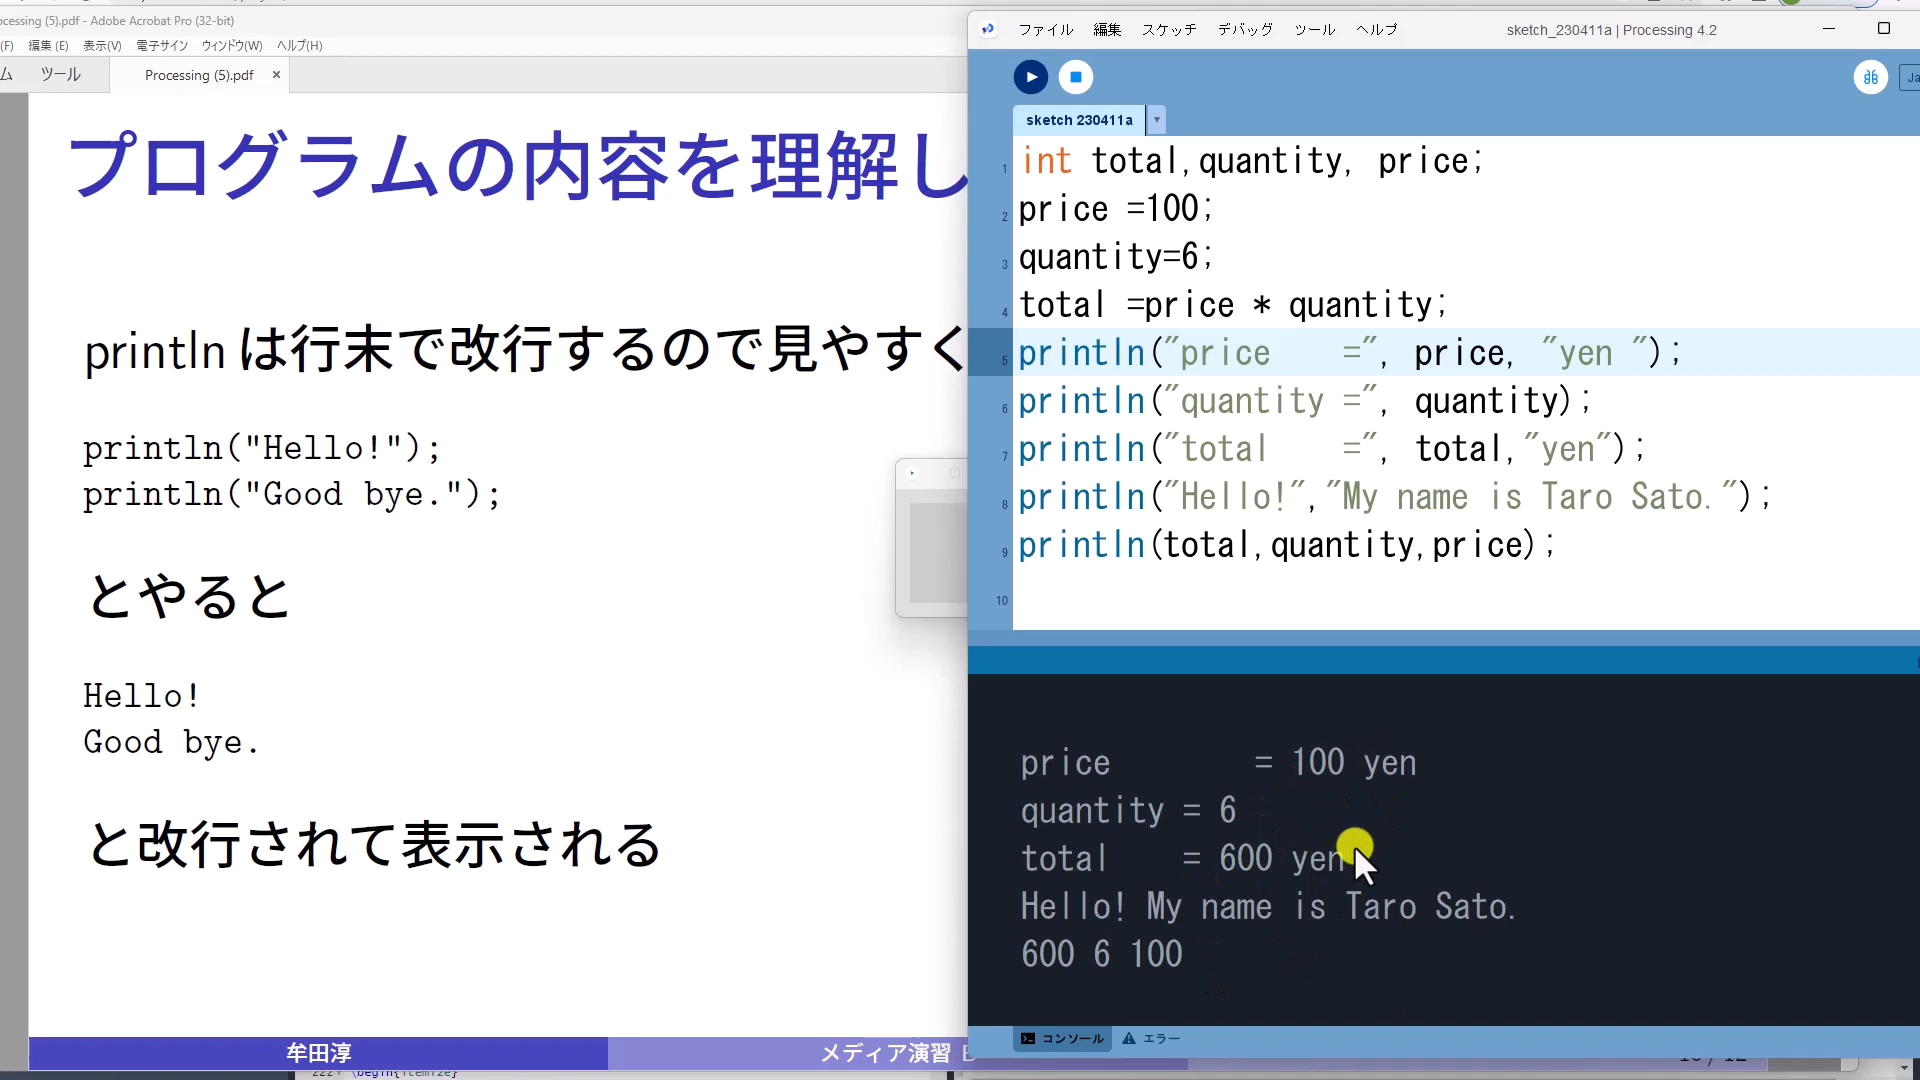 ocessing (5).pdf - Adobe Acrobat Pro (32-bit)
(F) 編集 (E) 表示(V) 電子サイン ウィンドウ(W) ヘルプ(H)
ム ツール Processing (5).pdf ×
プログラムの内容を理解し
println は行末で改行するので見やすく
println("Hello!");
println("Good bye.");
とやると
Hello!
Good bye.
と改行されて表示される
牟田淳
メディア演習
222 \begin{itemize}
ファイル 編集 スケッチ デバッグ ツール ヘルプ
sketch_230411a | Processing 4.2
Ja
sketch 230411a
1 int total,quantity, price;
2 price =100;
3 quantity=6;
4 total =price * quantity;
5 println("price    =", price, "yen ");
6 println("quantity =", quantity);
7 println("total    =", total,"yen");
8 println("Hello!","My name is Taro Sato.");
9 println(total,quantity,price);
10
price        = 100 yen
quantity = 6
total    = 600 yen
Hello! My name is Taro Sato.
600 6 100
コンソール エラー